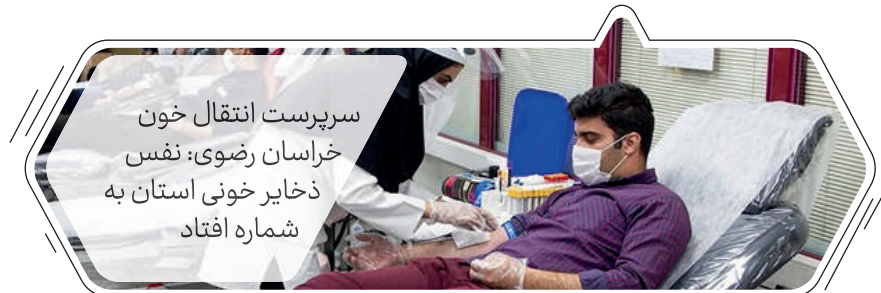 سرپرست انتقال خون
خراسان رضوی: نفس
ذخایر خونی استان به
شماره افتاد